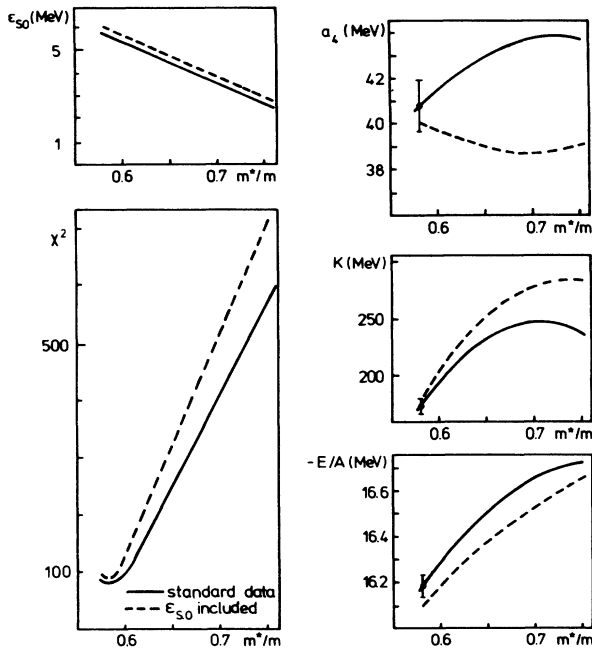 ε_SO (MeV)
5
1
0.6 0.7 m*/m
χ²
500
100
standard data
ε_S.O included
0.6 0.7 m*/m
a₄ (MeV)
42
40
38
0.6 0.7 m*/m
K (MeV)
250
200
0.6 0.7 m*/m
-E/A (MeV)
16.6
16.4
16.2
0.6 0.7 m*/m